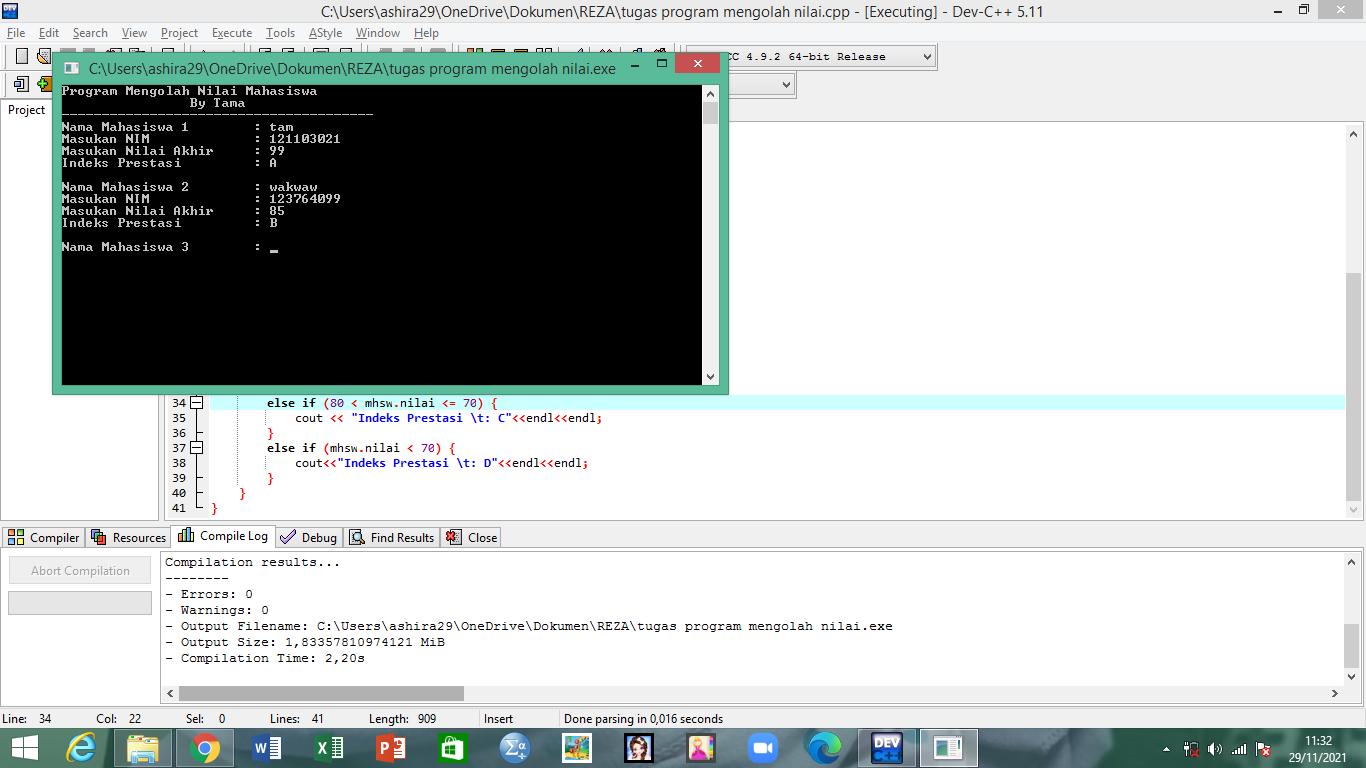 C:\Users\ashira29\OneDrive\Dokumen\REZA\tugas program mengolah nilai.cpp - [Executing] - Dev-C++ 5.11
File Edit Search View Project Execute Tools AStyle Window Help
CC 4.9.2 64-bit Release
C:\Users\ashira29\OneDrive\Dokumen\REZA\tugas program mengolah nilai.exe
Project
Program Mengolah Nilai Mahasiswa
By Tama
---------------------------------------
Nama Mahasiswa 1 : tam
Masukan NIM : 121103021
Masukan Nilai Akhir : 99
Indeks Prestasi : A
Nama Mahasiswa 2 : wakwaw
Masukan NIM : 123764099
Masukan Nilai Akhir : 85
Indeks Prestasi : B
Nama Mahasiswa 3 : _
34 else if (80 < mhsw.nilai <= 70) {
35 cout << "Indeks Prestasi \t: C"<<endl<<endl;
36 }
37 else if (mhsw.nilai < 70) {
38 cout<<"Indeks Prestasi \t: D"<<endl<<endl;
39 }
40 }
41 }
Compiler Resources Compile Log Debug Find Results Close
Abort Compilation
Compilation results...
--------
- Errors: 0
- Warnings: 0
- Output Filename: C:\Users\ashira29\OneDrive\Dokumen\REZA\tugas program mengolah nilai.exe
- Output Size: 1,83357810974121 MiB
- Compilation Time: 2,20s
Line: 34 Col: 22 Sel: 0 Lines: 41 Length: 909 Insert Done parsing in 0,016 seconds
DEV C++
11:32
29/11/2021